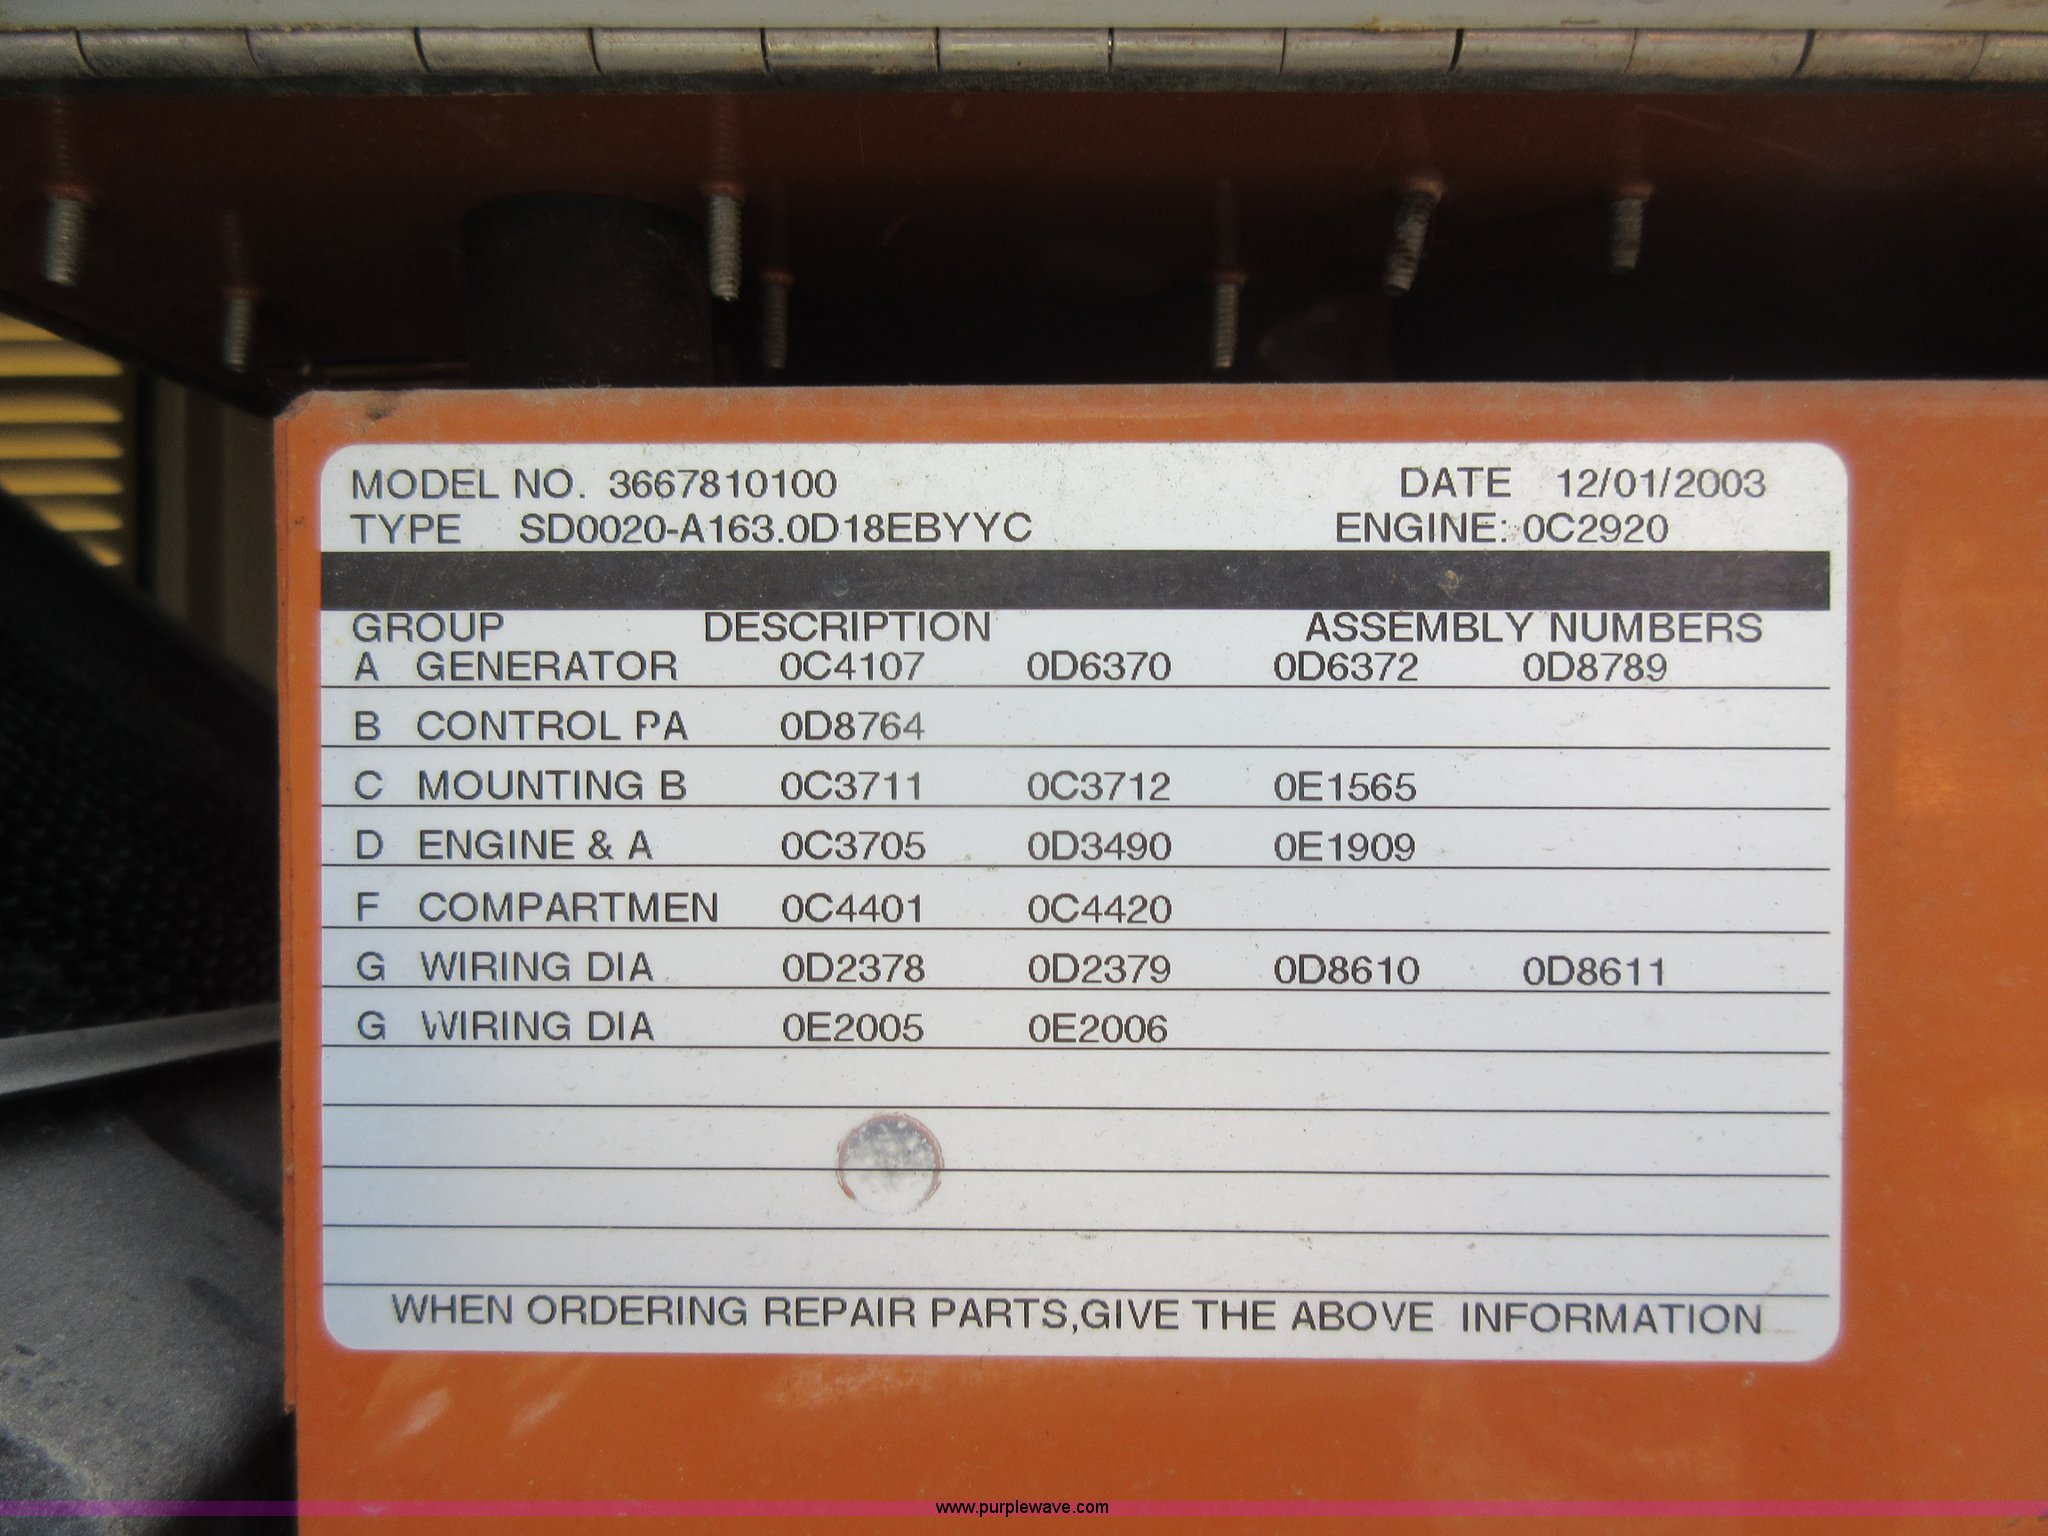 MODEL NO. 3667810100 DATE 12/01/2003
TYPE SD0020-A163.0D18EBYYC ENGINE: 0C2920
GROUP DESCRIPTION ASSEMBLY NUMBERS
A GENERATOR 0C4107 0D6370 0D6372 0D8789
B CONTROL PA 0D8764
C MOUNTING B 0C3711 0C3712 0E1565
D ENGINE & A 0C3705 0D3490 0E1909
F COMPARTMEN 0C4401 0C4420
G WIRING DIA 0D2378 0D2379 0D8610 0D8611
G WIRING DIA 0E2005 0E2006
WHEN ORDERING REPAIR PARTS,GIVE THE ABOVE INFORMATION
www.purplewave.com